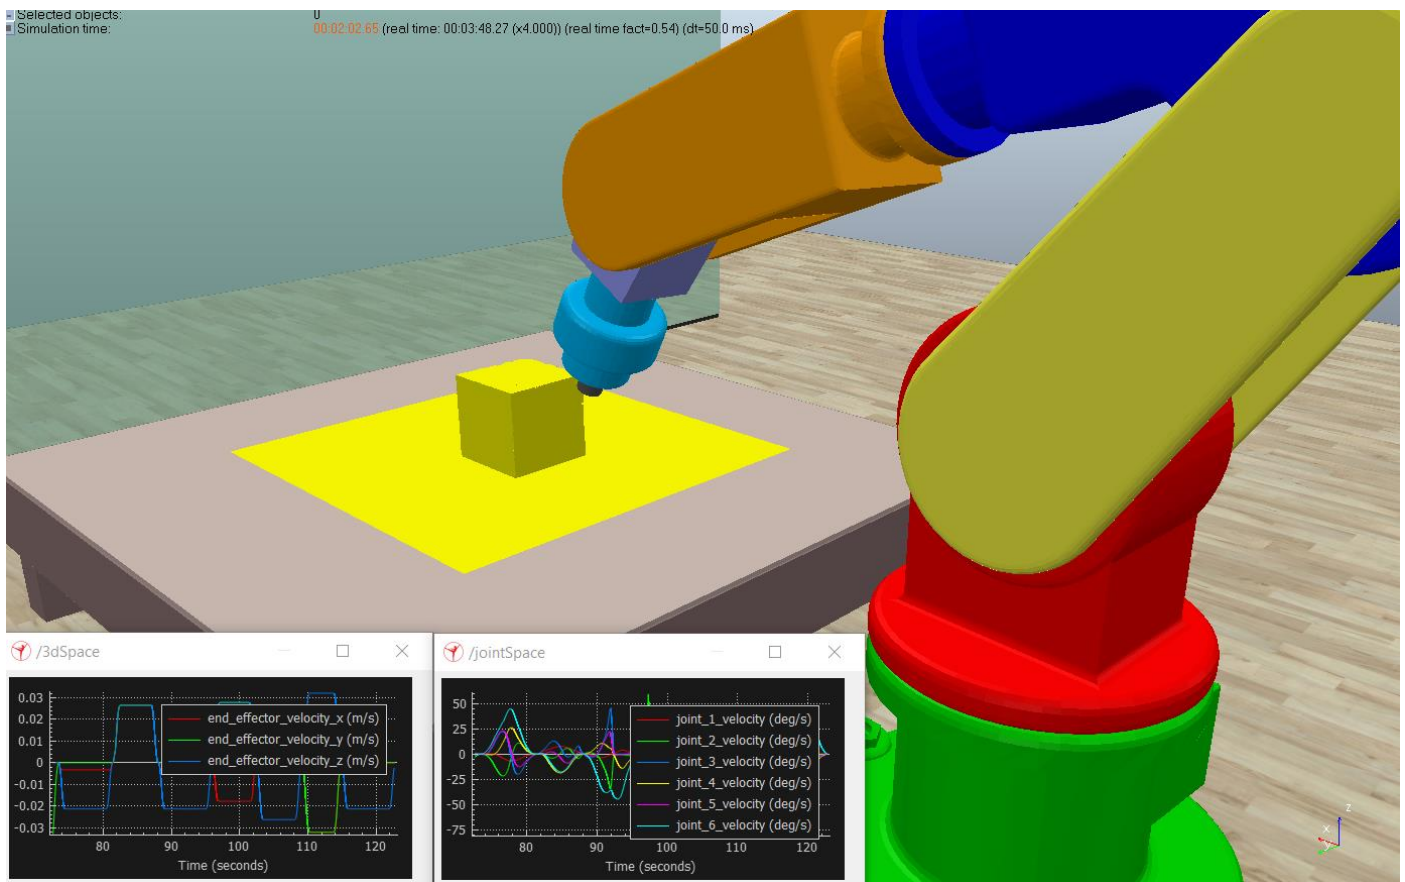 Selected objects: 0
Simulation time: 00:02:02.65 (real time: 00:03:48.27 (x4.000)) (real time fact=0.54) (dt=50.0 ms)
z
x
y
/3dSpace
0.03
0.02
0.01
0
-0.01
-0.02
-0.03
end_effector_velocity_x (m/s)
end_effector_velocity_y (m/s)
end_effector_velocity_z (m/s)
80 90 100 110 120
Time (seconds)
/jointSpace
50
25
0
-25
-50
-75
joint_1_velocity (deg/s)
joint_2_velocity (deg/s)
joint_3_velocity (deg/s)
joint_4_velocity (deg/s)
joint_5_velocity (deg/s)
joint_6_velocity (deg/s)
80 90 100 110 120
Time (seconds)